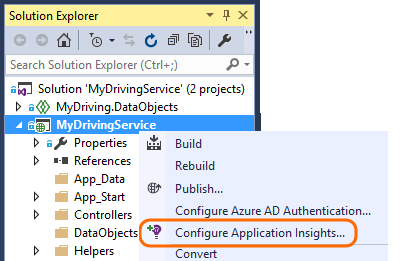 Solution Explorer
Search Solution Explorer (Ctrl+;)
Solution 'MyDrivingService' (2 projects)
MyDriving.DataObjects
MyDrivingService
Properties
References
App_Data
App_Start
Controllers
DataObjects
Helpers
Build
Rebuild
Publish...
Configure Azure AD Authentication...
Configure Application Insights...
Convert